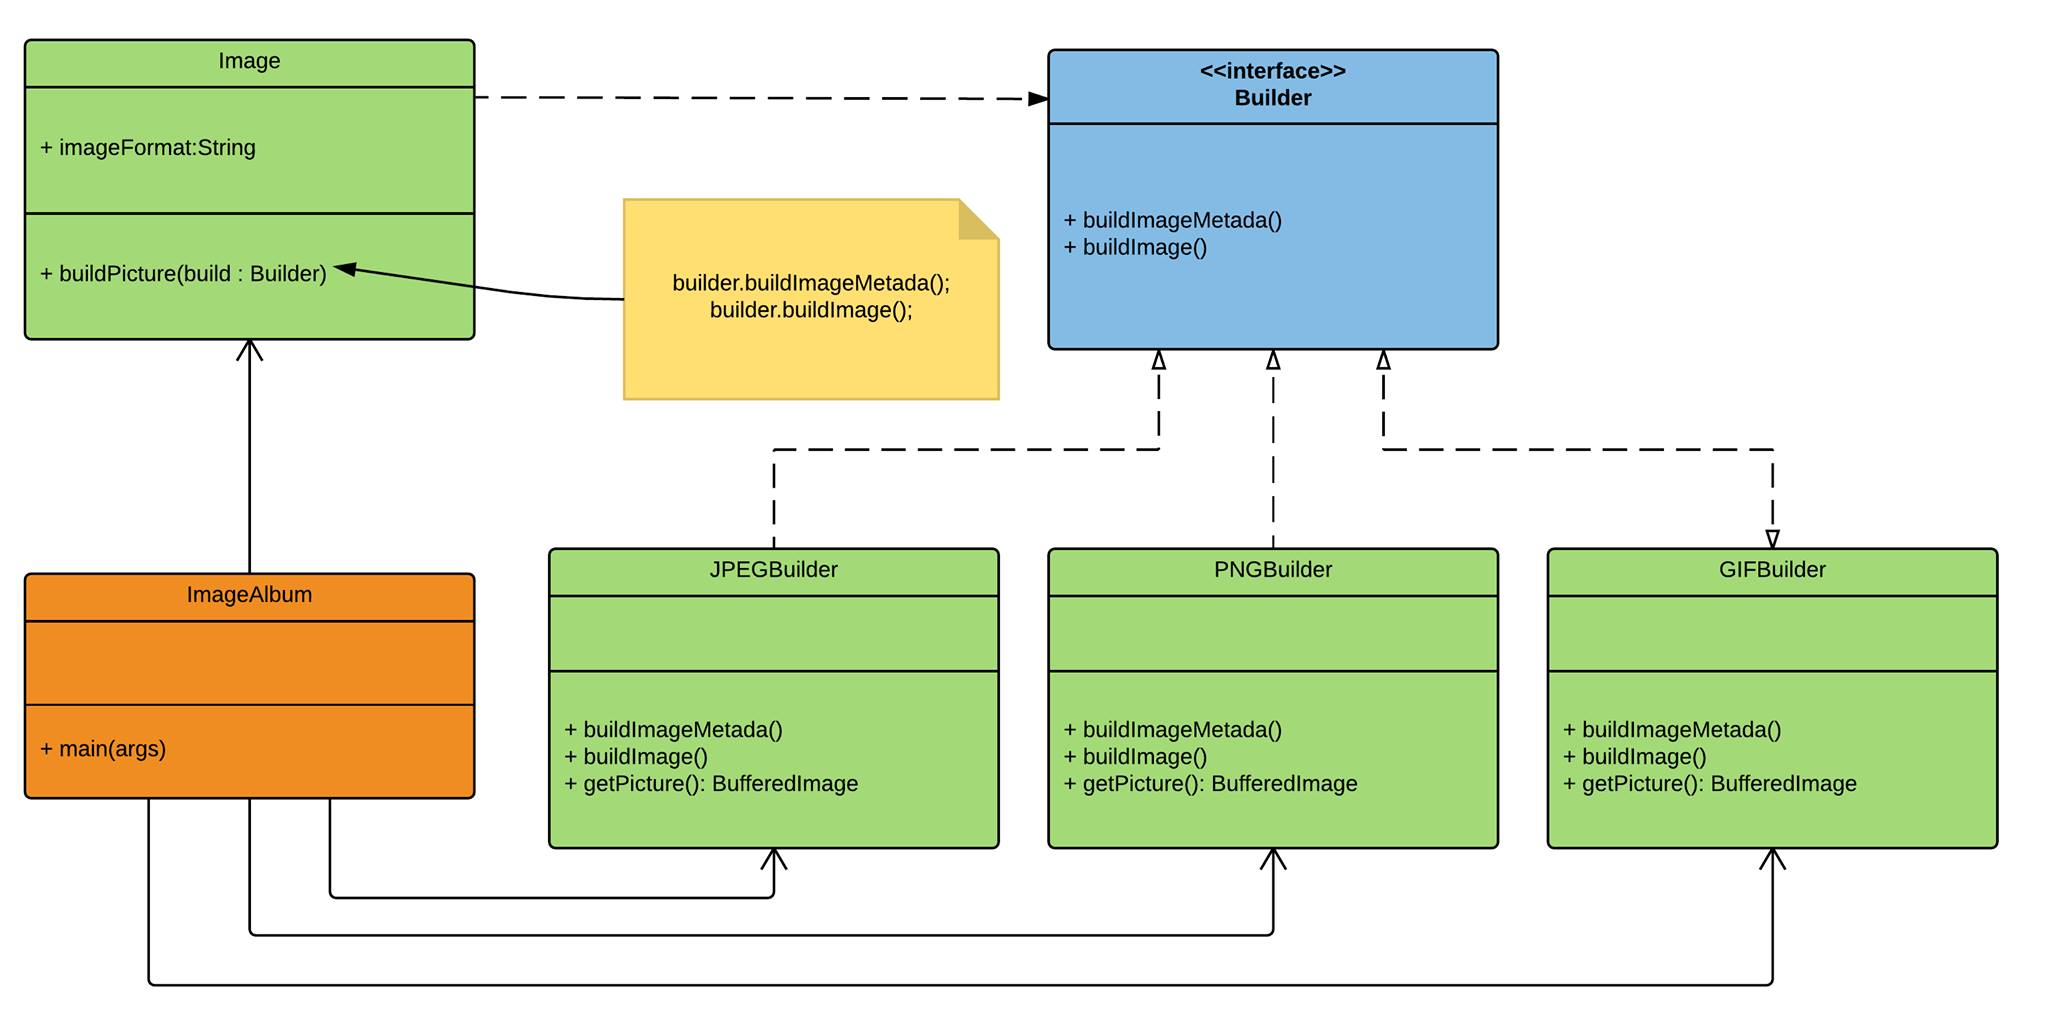 Image
+ imageFormat:String
+ buildPicture(build : Builder)
<<interface>>
Builder
+ buildImageMetada()
+ buildImage()
builder.buildImageMetada();
builder.buildImage();
ImageAlbum
+ main(args)
JPEGBuilder
+ buildImageMetada()
+ buildImage()
+ getPicture(): BufferedImage
PNGBuilder
+ buildImageMetada()
+ buildImage()
+ getPicture(): BufferedImage
GIFBuilder
+ buildImageMetada()
+ buildImage()
+ getPicture(): BufferedImage